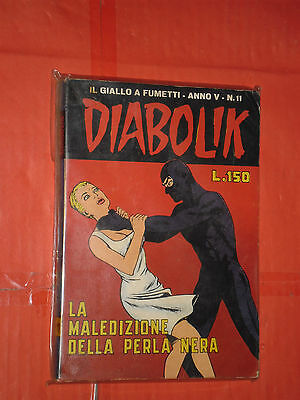 IL GIALLO A FUMETTI - ANNO V - N.11
DIABOLIK
L.150
LA
MALEDIZIONE
DELLA PERLA NERA